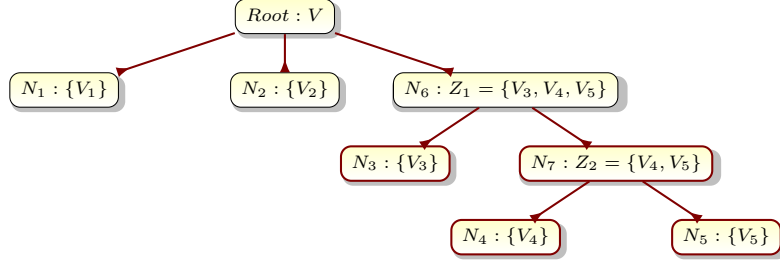 Root : V
N₁ : {V₁}
N₂ : {V₂}
N₆ : Z₁ = {V₃, V₄, V₅}
N₃ : {V₃}
N₇ : Z₂ = {V₄, V₅}
N₄ : {V₄}
N₅ : {V₅}